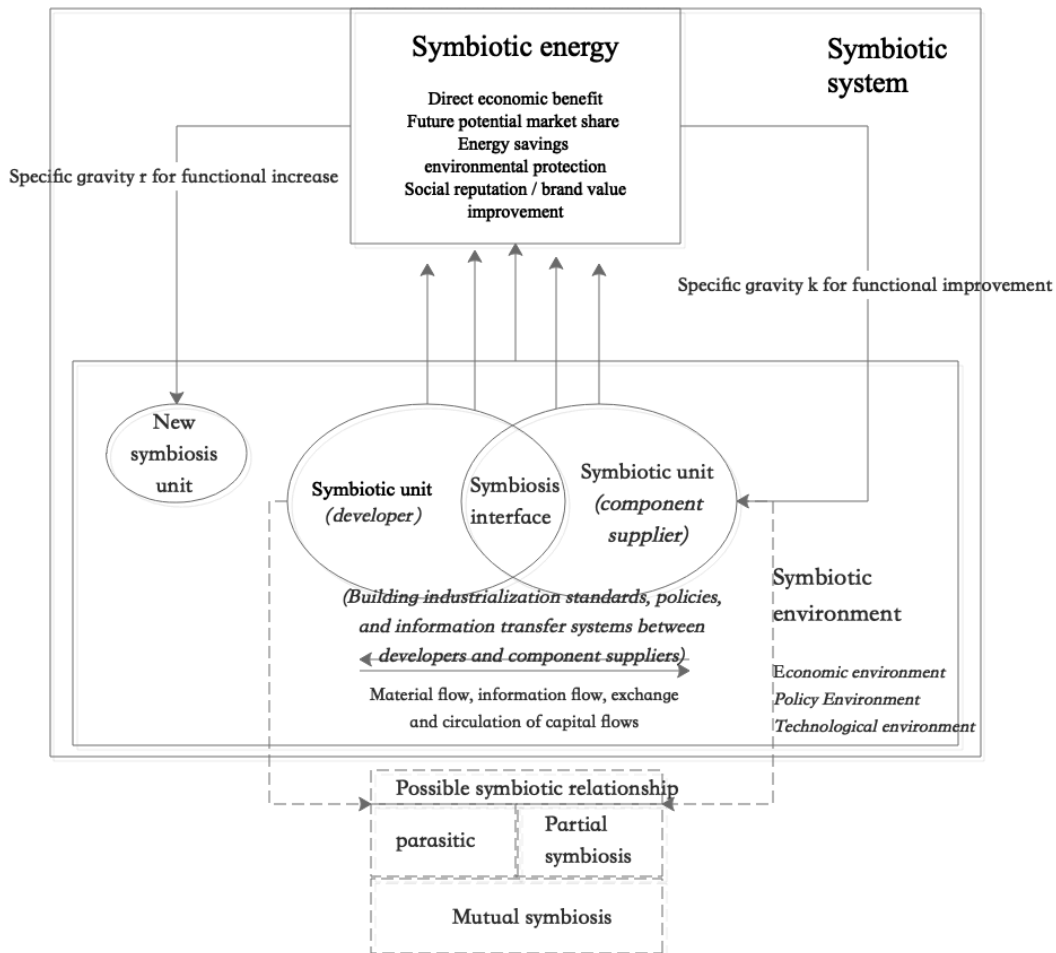 Symbiotic energy
Symbiotic
system
Direct economic benefit
Future potential market share
Energy savings
environmental protection
Social reputation / brand value
improvement
Specific gravity r for functional increase
Specific gravity k for functional improvement
New
symbiosis
unit
Symbiotic unit
(developer)
Symbiosis
interface
Symbiotic unit
(component
supplier)
(Building industrialization standards, policies,
and information transfer systems between
developers and component suppliers)
Material flow, information flow, exchange
and circulation of capital flows
Symbiotic
environment
Economic environment
Policy Environment
Technological environment
Possible symbiotic relationship
parasitic
Partial
symbiosis
Mutual symbiosis